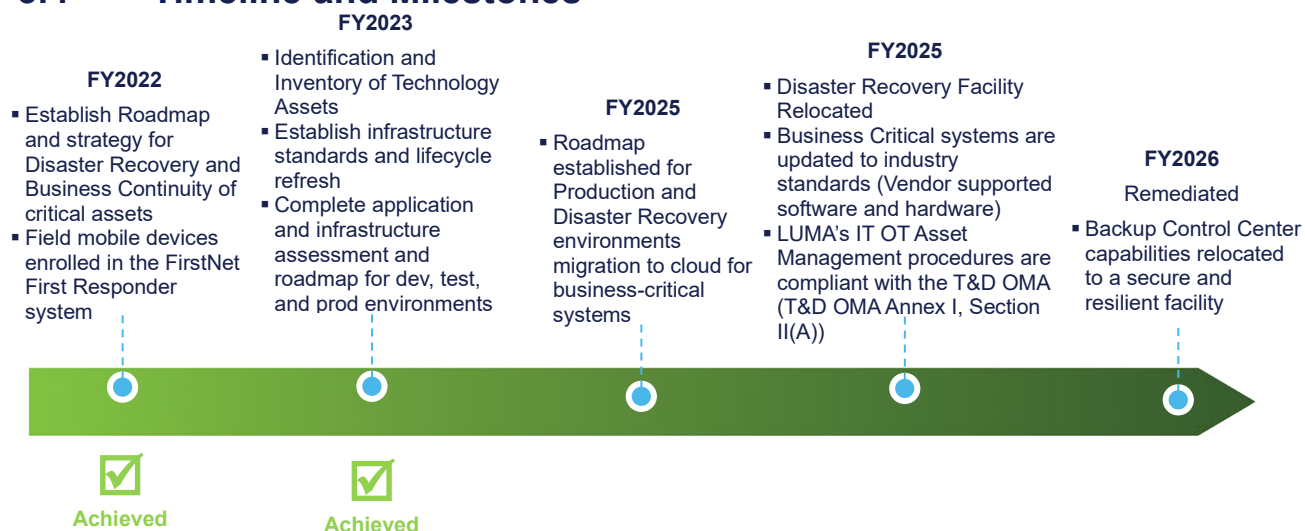 Timeline and Milestones
FY2022
▪ Establish Roadmap
and strategy for
Disaster Recovery and
Business Continuity of
critical assets
▪ Field mobile devices
enrolled in the FirstNet
First Responder
system
FY2023
▪ Identification and
Inventory of Technology
Assets
▪ Establish infrastructure
standards and lifecycle
refresh
▪ Complete application
and infrastructure
assessment and
roadmap for dev, test,
and prod environments
FY2025
▪ Roadmap
established for
Production and
Disaster Recovery
environments
migration to cloud for
business-critical
systems
FY2025
▪ Disaster Recovery Facility
Relocated
▪ Business Critical systems are
updated to industry
standards (Vendor supported
software and hardware)
▪ LUMA's IT OT Asset
Management procedures are
compliant with the T&D OMA
(T&D OMA Annex I, Section
II(A))
FY2026
Remediated
▪ Backup Control Center
capabilities relocated
to a secure and
resilient facility
Achieved
Achieved